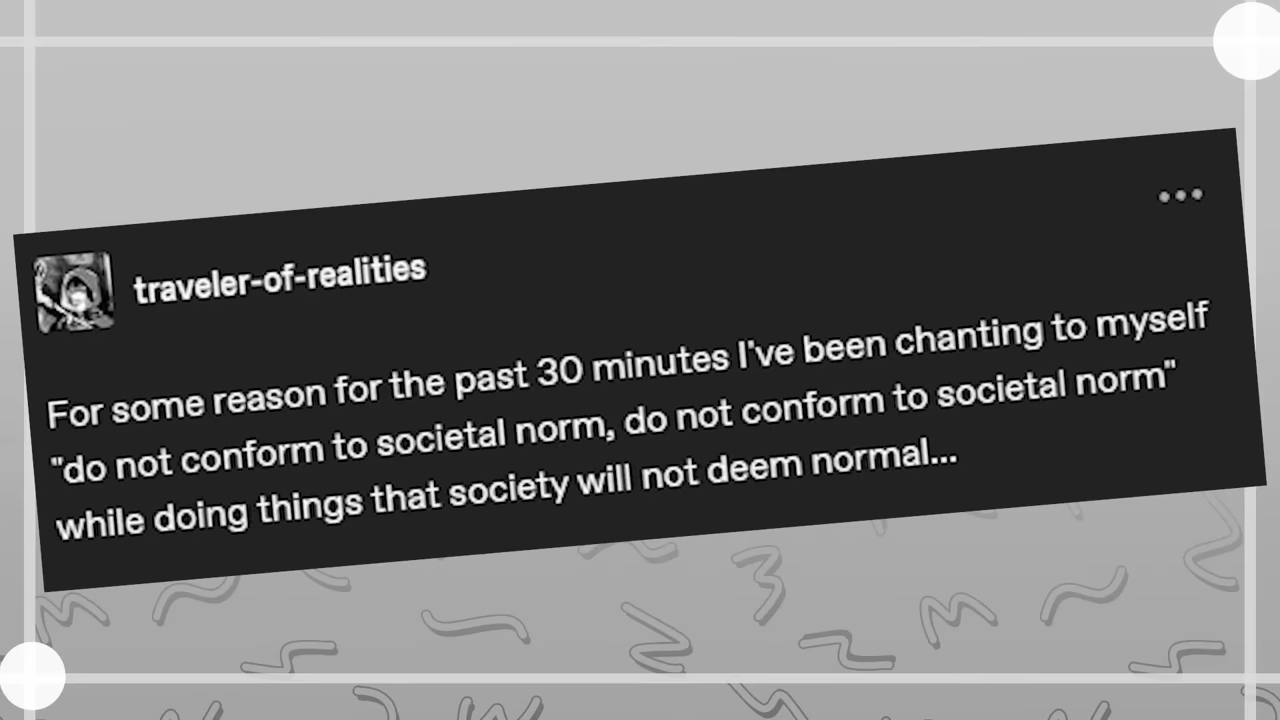 traveler-of-realities
For some reason for the past 30 minutes I've been chanting to myself
"do not conform to societal norm, do not conform to societal norm"
while doing things that society will not deem normal...